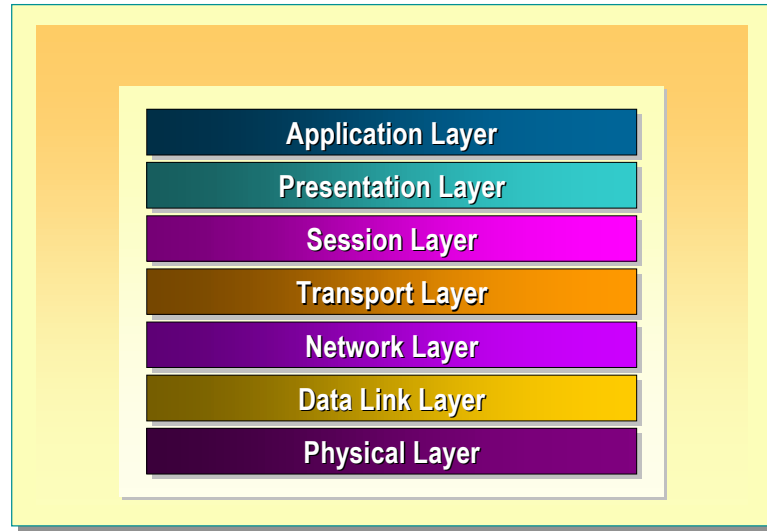 Application Layer
Presentation Layer
Session Layer
Transport Layer
Network Layer
Data Link Layer
Physical Layer